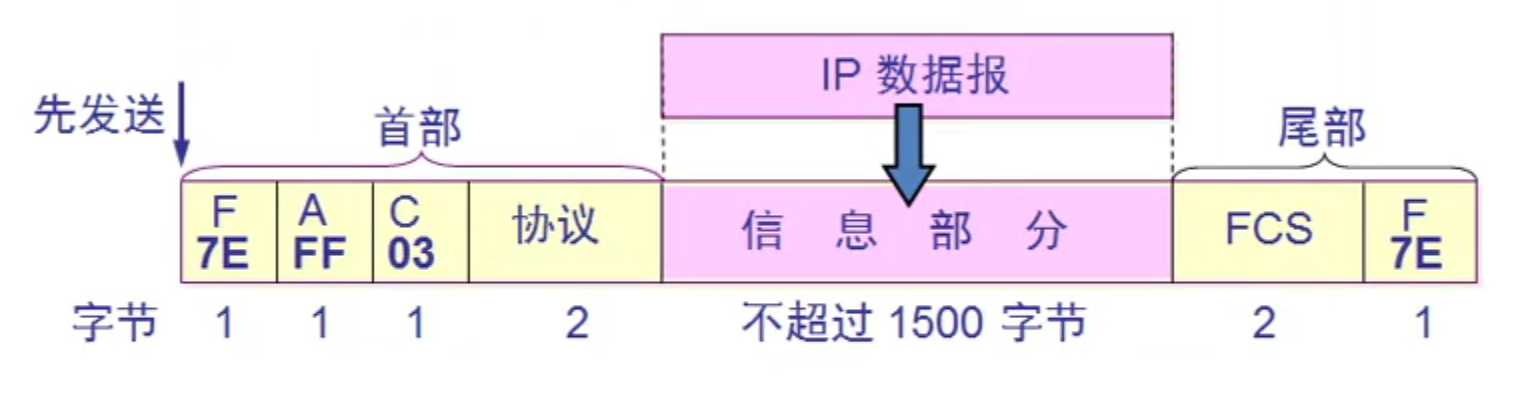 IP 数据报
先发送
首部
尾部
F A C 协议 信息部分 FCS F
7E FF 03 7E
字节 1 1 1 2 不超过 1500 字节 2 1